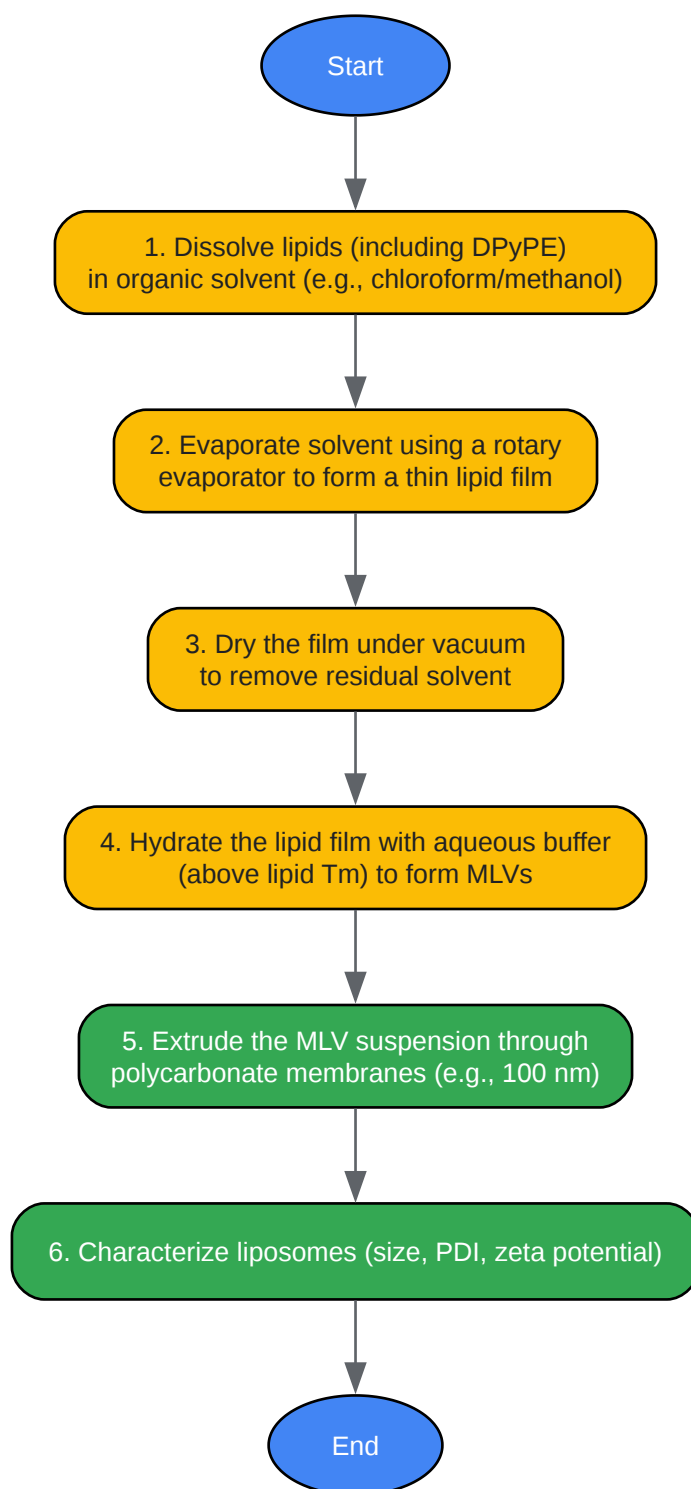 Start
1. Dissolve lipids (including DPyPE)
in organic solvent (e.g., chloroform/methanol)
2. Evaporate solvent using a rotary
evaporator to form a thin lipid film
3. Dry the film under vacuum
to remove residual solvent
4. Hydrate the lipid film with aqueous buffer
(above lipid Tm) to form MLVs
5. Extrude the MLV suspension through
polycarbonate membranes (e.g., 100 nm)
6. Characterize liposomes (size, PDI, zeta potential)
End